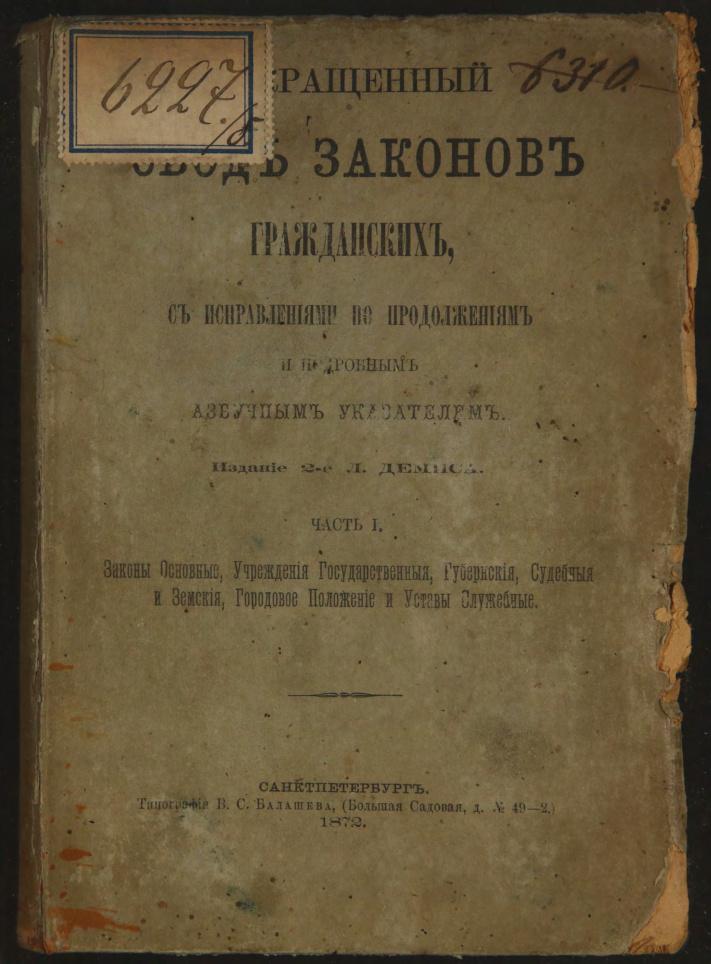 6227./б
КРАЩЕННЫЙ 6310.
СВОДЪ ЗАКОНОВЪ
ГРАЖДАНСКИХЪ,
СЪ ИСПРАВЛЕНІЯМИ ПО ПРОДОЛЖЕНІЯМЪ
И ПОДРОБНЫМЪ
АЗБУЧНЫМЪ УКАЗАТЕЛЕМЪ.
Изданіе 2-е Л. ДЕМИСА.
ЧАСТЬ I.
Законы Основные, Учрежденія Государственныя, Губернскія, Судебныя
и Земскія, Городовое Положеніе и Уставы Служебные.
САНКТПЕТЕРБУРГЪ.
Типографія В. С. Балашева, (Большая Садовая, д. № 49—2.)
1872.